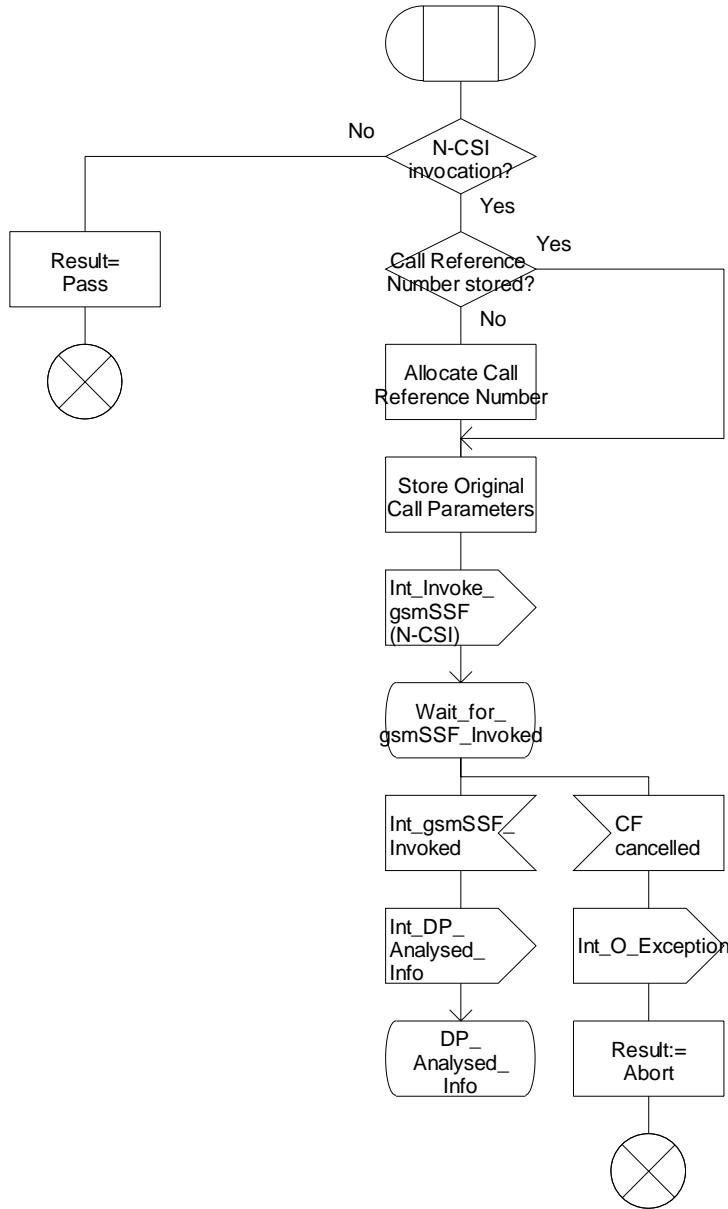 No
N-CSI
invocation?
Yes
Result=
Pass
Call Reference
Number stored?
Yes
No
Allocate Call
Reference Number
Store Original
Call Parameters
Int_Invoke_
gsmSSF
(N-CSI)
Wait_for_
gsmSSF_Invoked
Int_gsmSSF_
Invoked
CF
cancelled
Int_DP_
Analysed_
Info
Int_O_Exception
DP_
Analysed_
Info
Result:=
Abort